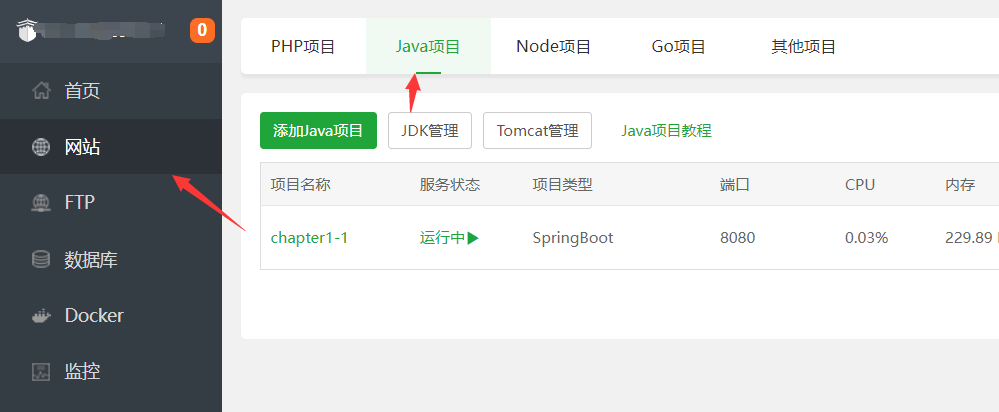 0
首页
网站
FTP
数据库
Docker
监控
PHP项目 Java项目 Node项目 Go项目 其他项目
添加Java项目 JDK管理 Tomcat管理 Java项目教程
项目名称 服务状态 项目类型 端口 CPU 内存
chapter1-1 运行中 SpringBoot 8080 0.03% 229.89